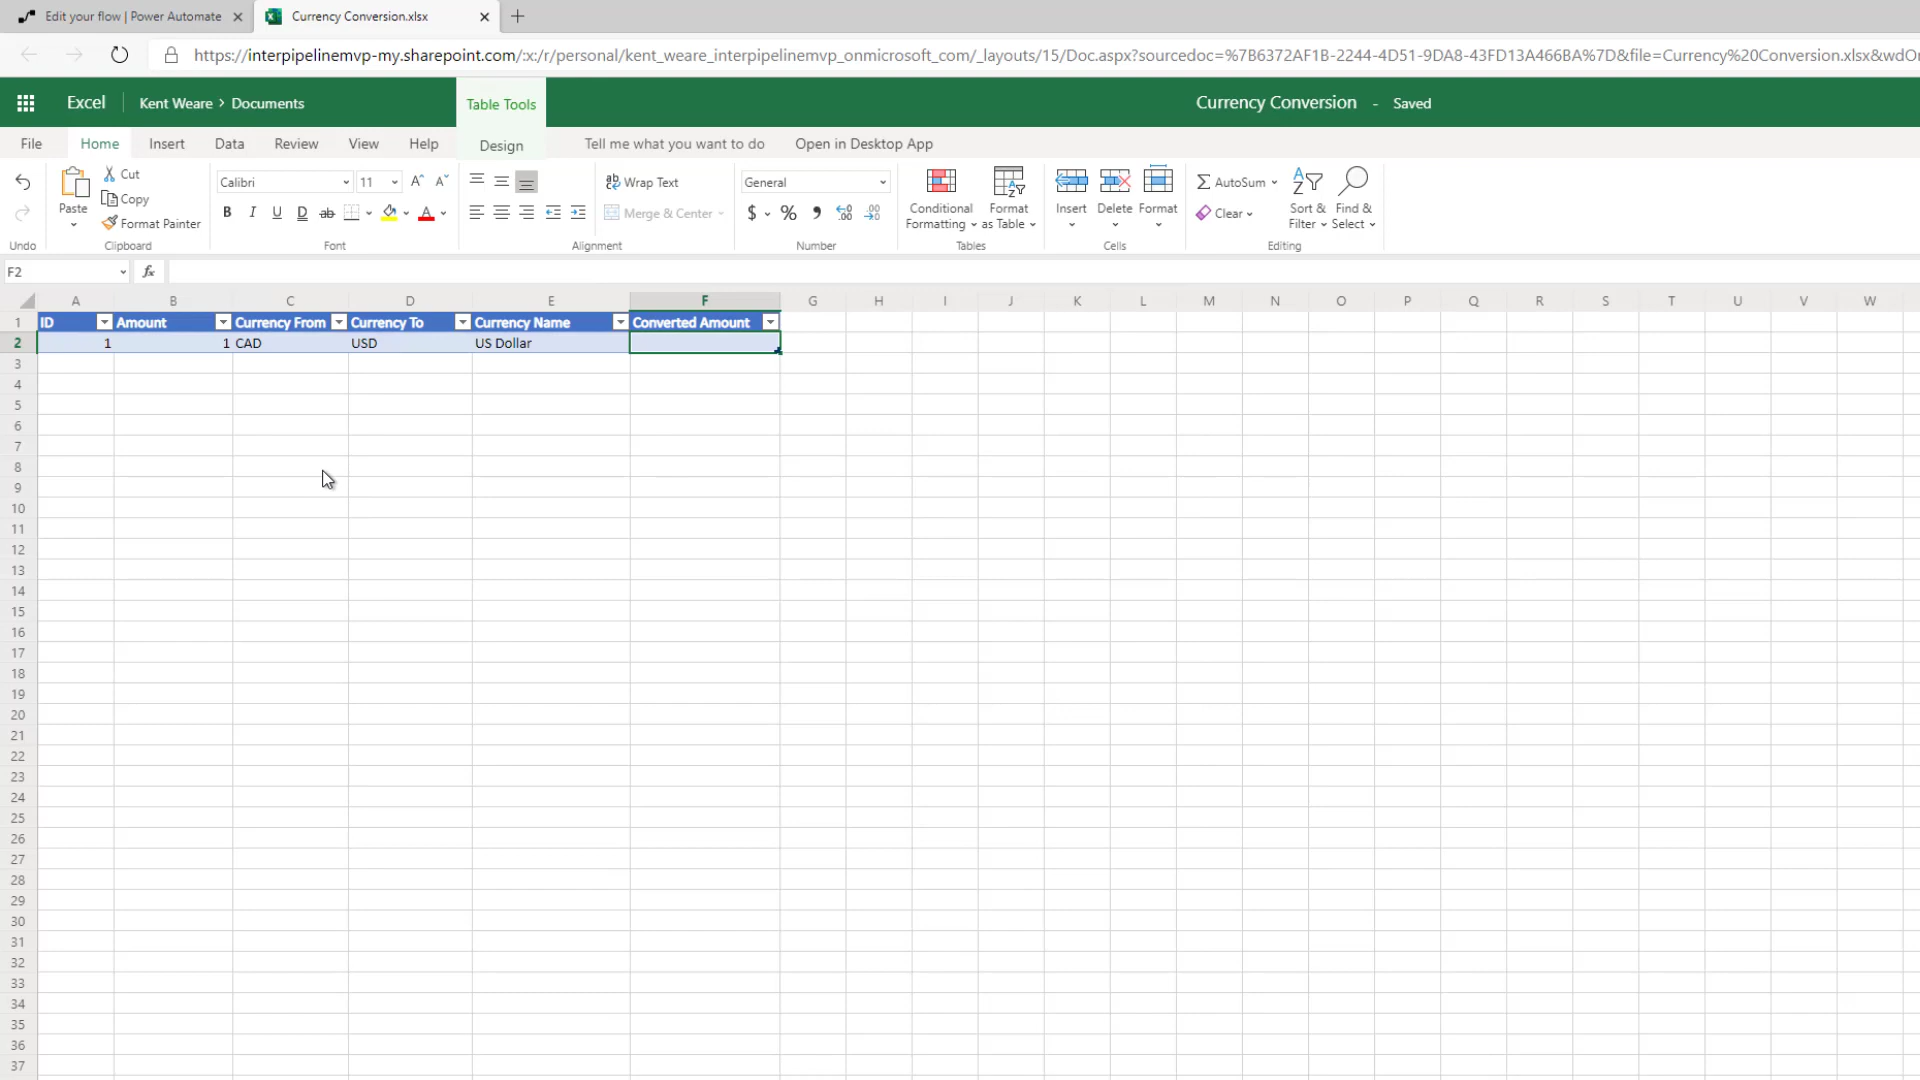 Edit your flow | Power Automate
Currency Conversion.xlsx
https://interpipelinemvp-my.sharepoint.com/:x:/r/personal/kent_weare_interpipelinemvp_onmicrosoft_com/_layouts/15/Doc.aspx?sourcedoc=%7B6372AF1B-2244-4D51-9DA8-43FD13A466BA%7D&file=Currency%20Conversion.xlsx&wdOr
Excel Kent Weare > Documents Table Tools Currency Conversion - Saved
File Home Insert Data Review View Help Design Tell me what you want to do Open in Desktop App
Cut
Copy
Format Painter
Paste
Calibri 11 A A
B I U D ab A
ab Wrap Text
Merge & Center
General
$ % , .00 .00
Conditional Formatting
Format as Table
Insert Delete Format
AutoSum
Clear
Sort & Filter
Find & Select
Undo Clipboard Font Alignment Number Tables Cells Editing
F2 fx
A B C D E F G H I J K L M N O P Q R S T U V W
1 ID Amount Currency From Currency To Currency Name Converted Amount
2 1 1 CAD USD US Dollar
3
4
5
6
7
8
9
10
11
12
13
14
15
16
17
18
19
20
21
22
23
24
25
26
27
28
29
30
31
32
33
34
35
36
37